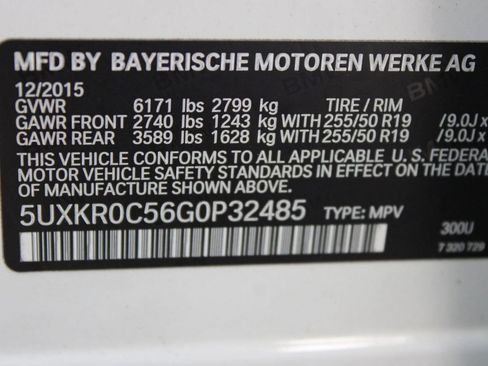 MFD BY BAYERISCHE MOTOREN WERKE AG
12/2015
GVWR 6171 lbs 2799 kg TIRE / RIM
GAWR FRONT 2740 lbs 1243 kg WITH 255/50 R19 /9.0J x
GAWR REAR 3589 lbs 1628 kg WITH 255/50 R19 /9.0J x
THIS VEHICLE CONFORMS TO ALL APPLICABLE U.S. FEDERA
MOTOR VEHICLE SAFETY STANDARDS IN EFFECT ON THE DA
OF MANUFACTURE SHOWN ABOVE.
5UXKR0C56G0P32485 TYPE: MPV
300U
7 320 729